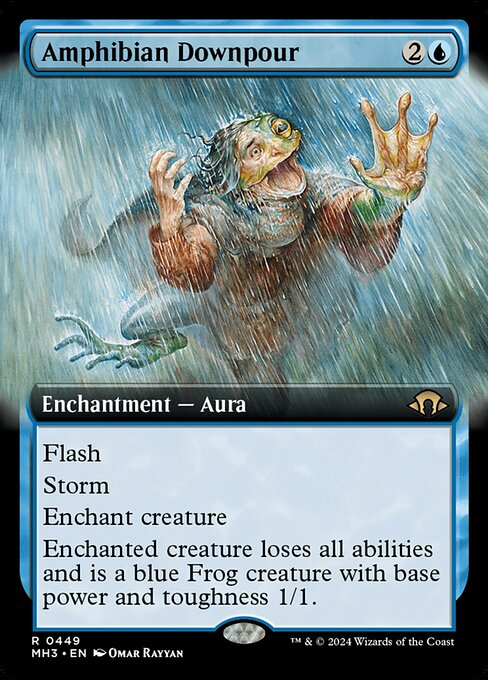 Amphibian Downpour 2
Enchantment — Aura
Flash
Storm
Enchant creature
Enchanted creature loses all abilities
and is a blue Frog creature with base
power and toughness 1/1.
R 0449 ™ & © 2024 Wizards of the Coast
MH3 • EN Omar Rayyan